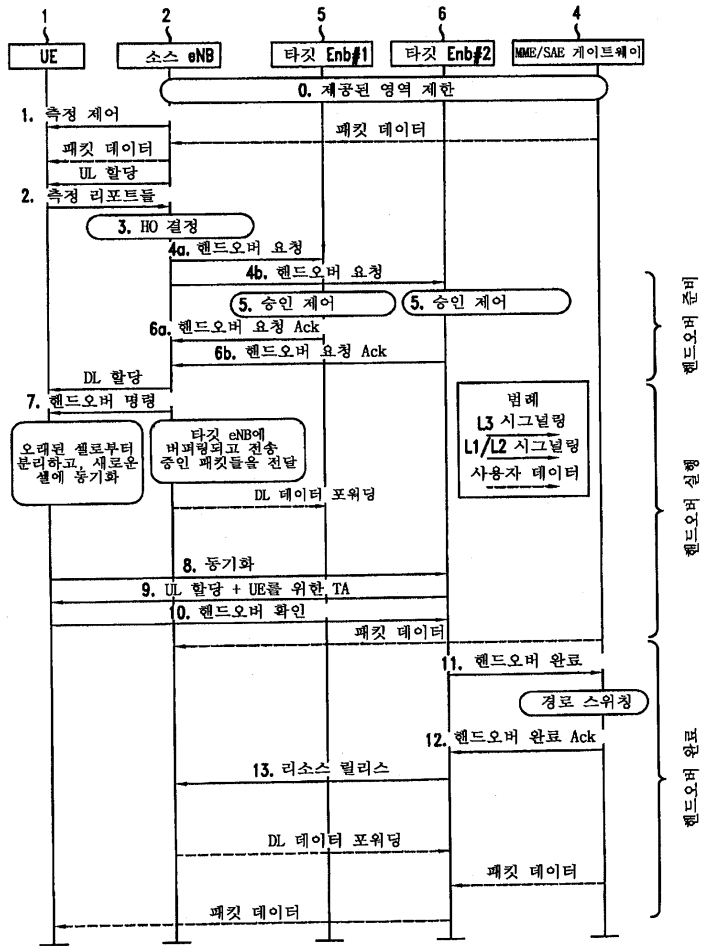 1
2
5
6
4
UE
소스 eNB
타깃 Enb#1
타깃 Enb#2
MME/SAE 게이트웨이
0. 제공된 영역 제한
1. 측정 제어
패킷 데이터
패킷 데이터
UL 할당
2. 측정 리포트들
3. HO 결정
4a. 핸드오버 요청
4b. 핸드오버 요청
5. 승인 제어
5. 승인 제어
핸드오버 준비
6a. 핸드오버 요청 Ack
6b. 핸드오버 요청 Ack
DL 할당
7. 핸드오버 명령
오래된 셀로부터
분리하고, 새로운
셀에 동기화
타깃 eNB에
버퍼링되고 전송
중인 패킷들을 전달
범례
L3 시그널링
L1/L2 시그널링
사용자 데이터
핸드오버 실행
DL 데이터 포워딩
8. 동기화
9. UL 할당 + UE를 위한 TA
10. 핸드오버 확인
패킷 데이터
11. 핸드오버 완료
경로 스위칭
12. 핸드오버 완료 Ack
13. 리소스 릴리스
핸드오버 완료
DL 데이터 포워딩
패킷 데이터
패킷 데이터